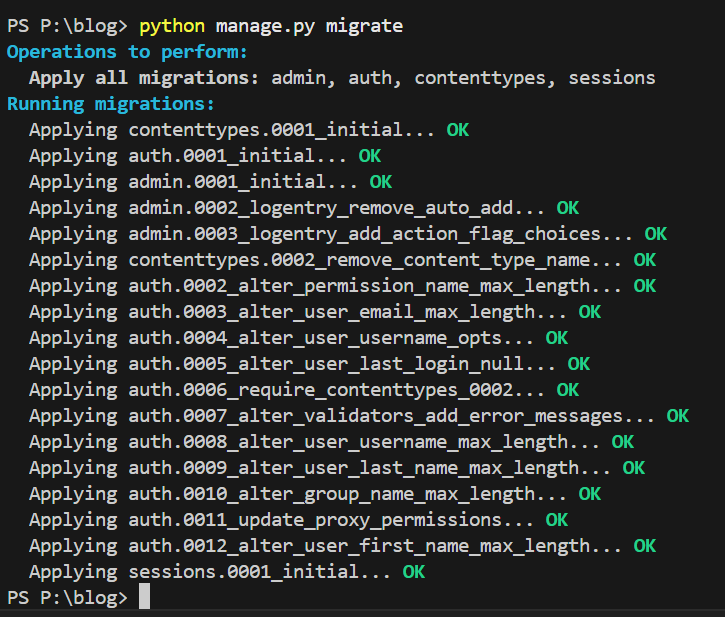 PS P:\blog> python manage.py migrate
Operations to perform:
  Apply all migrations: admin, auth, contenttypes, sessions
Running migrations:
  Applying contenttypes.0001_initial... OK
  Applying auth.0001_initial... OK
  Applying admin.0001_initial... OK
  Applying admin.0002_logentry_remove_auto_add... OK
  Applying admin.0003_logentry_add_action_flag_choices... OK
  Applying contenttypes.0002_remove_content_type_name... OK
  Applying auth.0002_alter_permission_name_max_length... OK
  Applying auth.0003_alter_user_email_max_length... OK
  Applying auth.0004_alter_user_username_opts... OK
  Applying auth.0005_alter_user_last_login_null... OK
  Applying auth.0006_require_contenttypes_0002... OK
  Applying auth.0007_alter_validators_add_error_messages... OK
  Applying auth.0008_alter_user_username_max_length... OK
  Applying auth.0009_alter_user_last_name_max_length... OK
  Applying auth.0010_alter_group_name_max_length... OK
  Applying auth.0011_update_proxy_permissions... OK
  Applying auth.0012_alter_user_first_name_max_length... OK
  Applying sessions.0001_initial... OK
PS P:\blog>